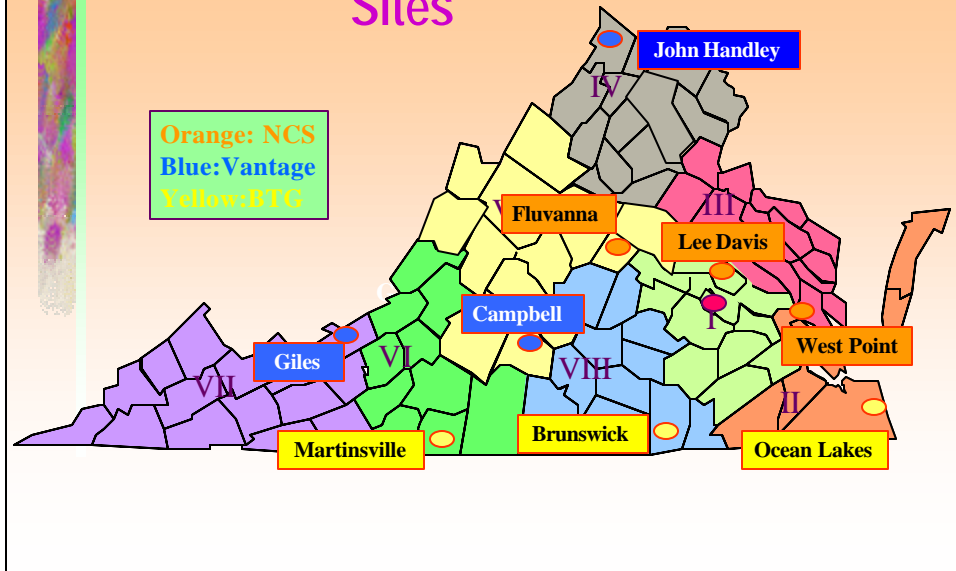 Sites
John Handley
IV
Orange: NCS
Blue:Vantage
Yellow:BTG
III
Fluvanna
Lee Davis
Campbell
I
West Point
Giles
VI
VIII
VII
II
Martinsville
Brunswick
Ocean Lakes